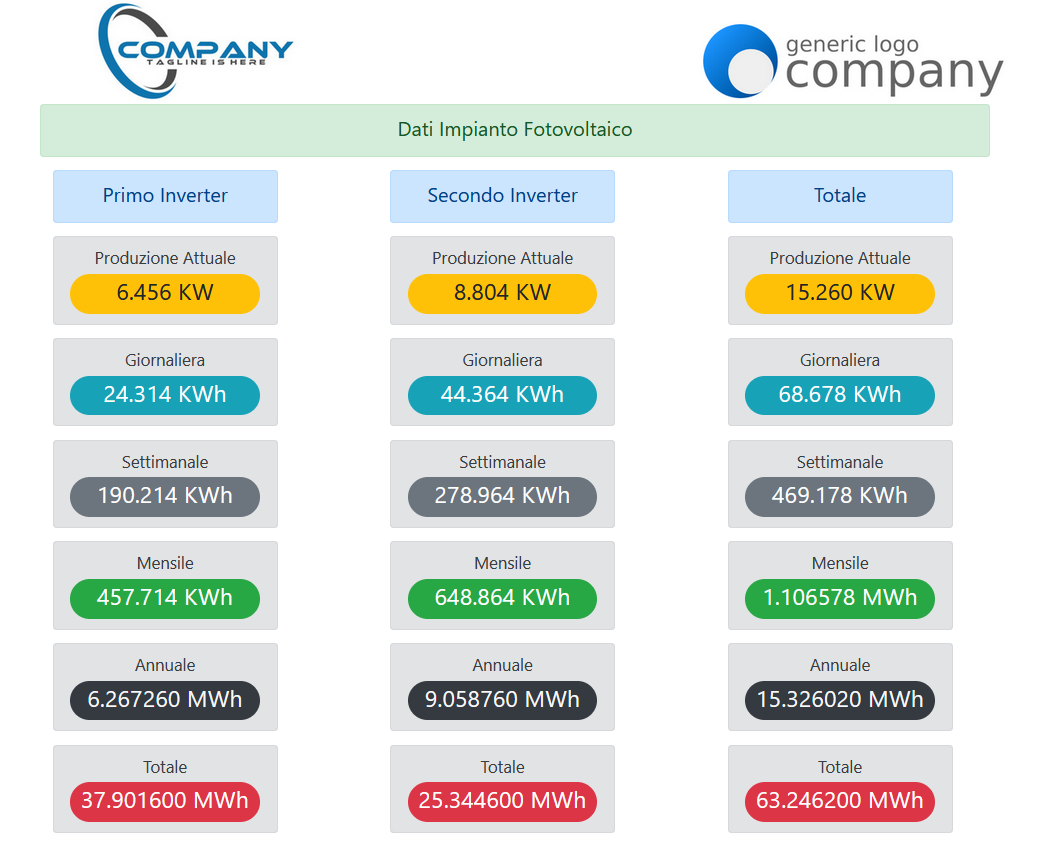 COMPANY
TAGLINE IS HERE
generic logo
company
Dati Impianto Fotovoltaico
Primo Inverter
Secondo Inverter
Totale
Produzione Attuale
Produzione Attuale
Produzione Attuale
6.456 KW
8.804 KW
15.260 KW
Giornaliera
Giornaliera
Giornaliera
24.314 KWh
44.364 KWh
68.678 KWh
Settimanale
Settimanale
Settimanale
190.214 KWh
278.964 KWh
469.178 KWh
Mensile
Mensile
Mensile
457.714 KWh
648.864 KWh
1.106578 MWh
Annuale
Annuale
Annuale
6.267260 MWh
9.058760 MWh
15.326020 MWh
Totale
Totale
Totale
37.901600 MWh
25.344600 MWh
63.246200 MWh